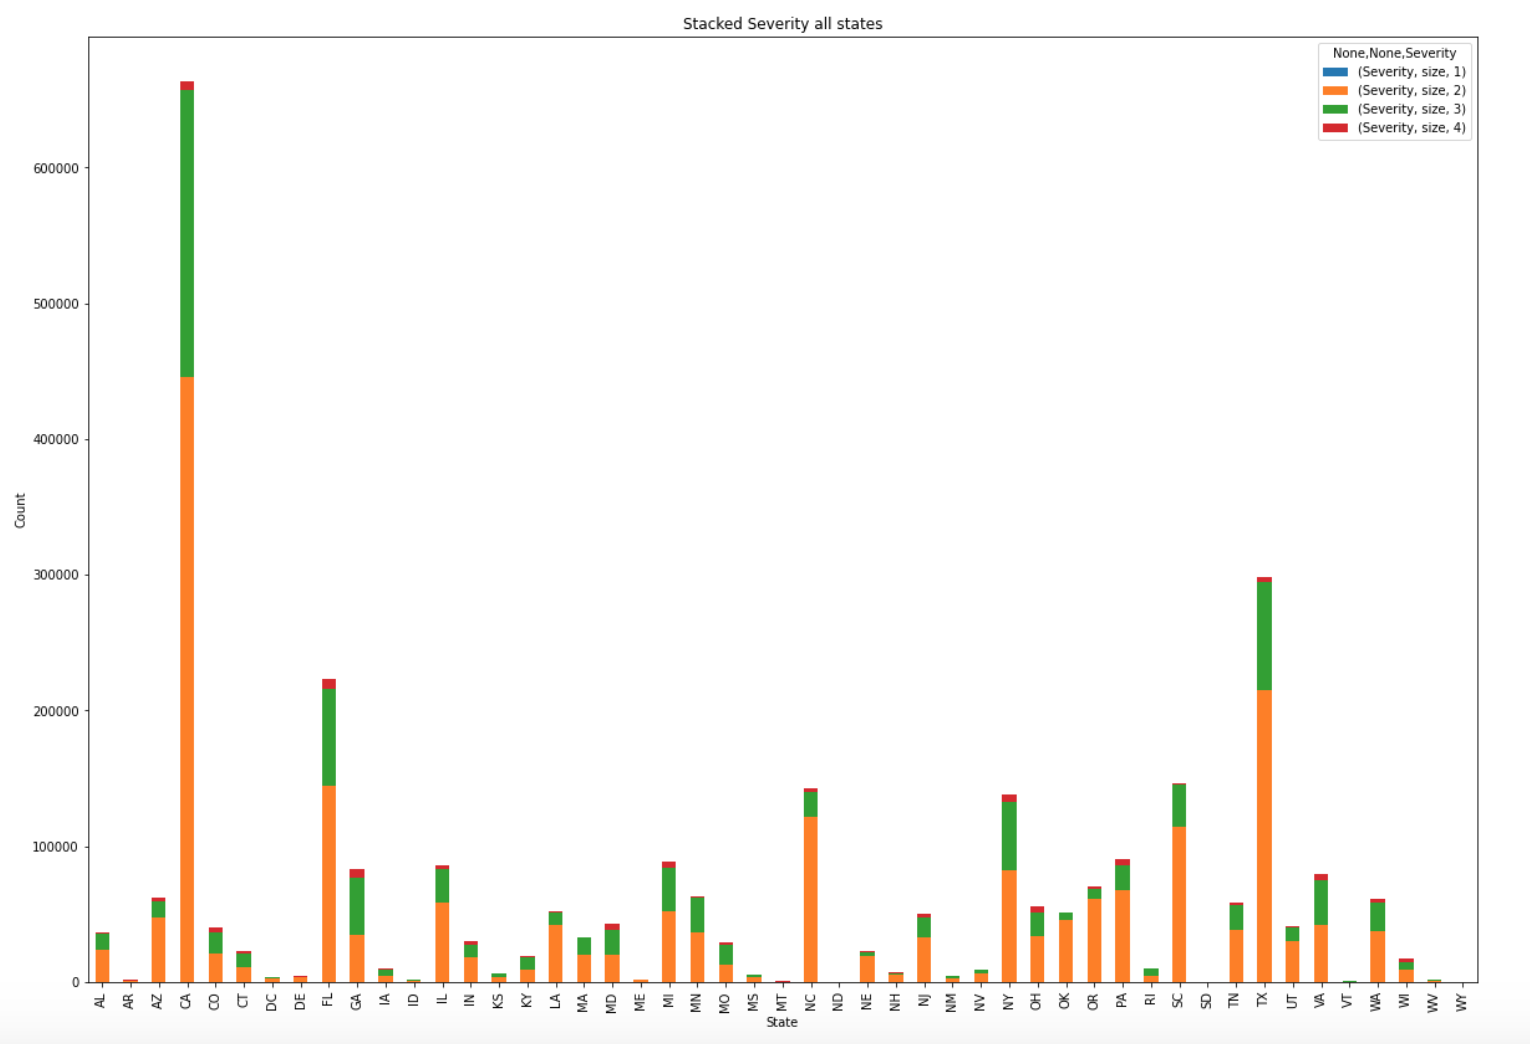 Stacked Severity all states
None,None,Severity
(Severity, size, 1)
(Severity, size, 2)
(Severity, size, 3)
(Severity, size, 4)
600000
500000
400000
300000
200000
100000
0
Count
AL AR AZ CA CO CT DC DE FL GA IA ID IL IN KS KY LA MA MD ME MI MN MO MS MT NC ND NE NH NJ NM NV NY OH OK OR PA RI SC SD TN TX UT VA VT WA WI WV WY
State